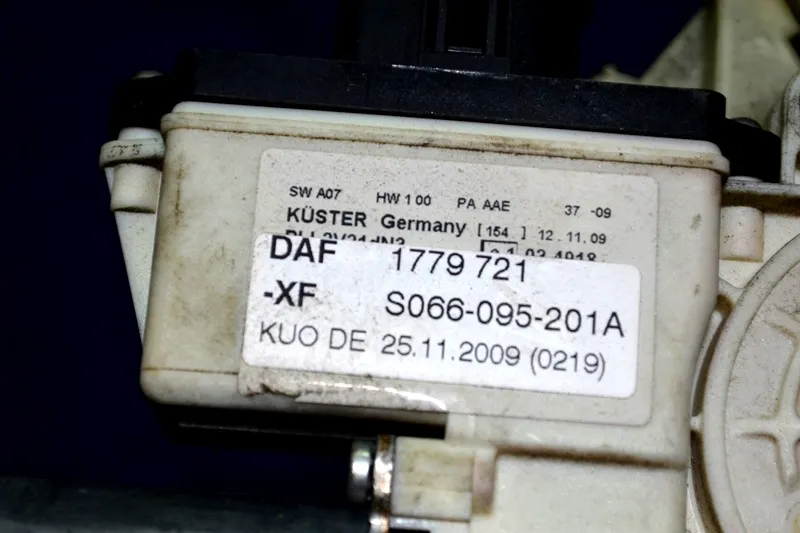 SW A07 HW 1 00 PA AAE 37 -09
KÜSTER Germany [154 ] 12 .11 .09
DAF 1779 721
-XF S066-095-201A
KUO DE 25.11.2009 (0219)